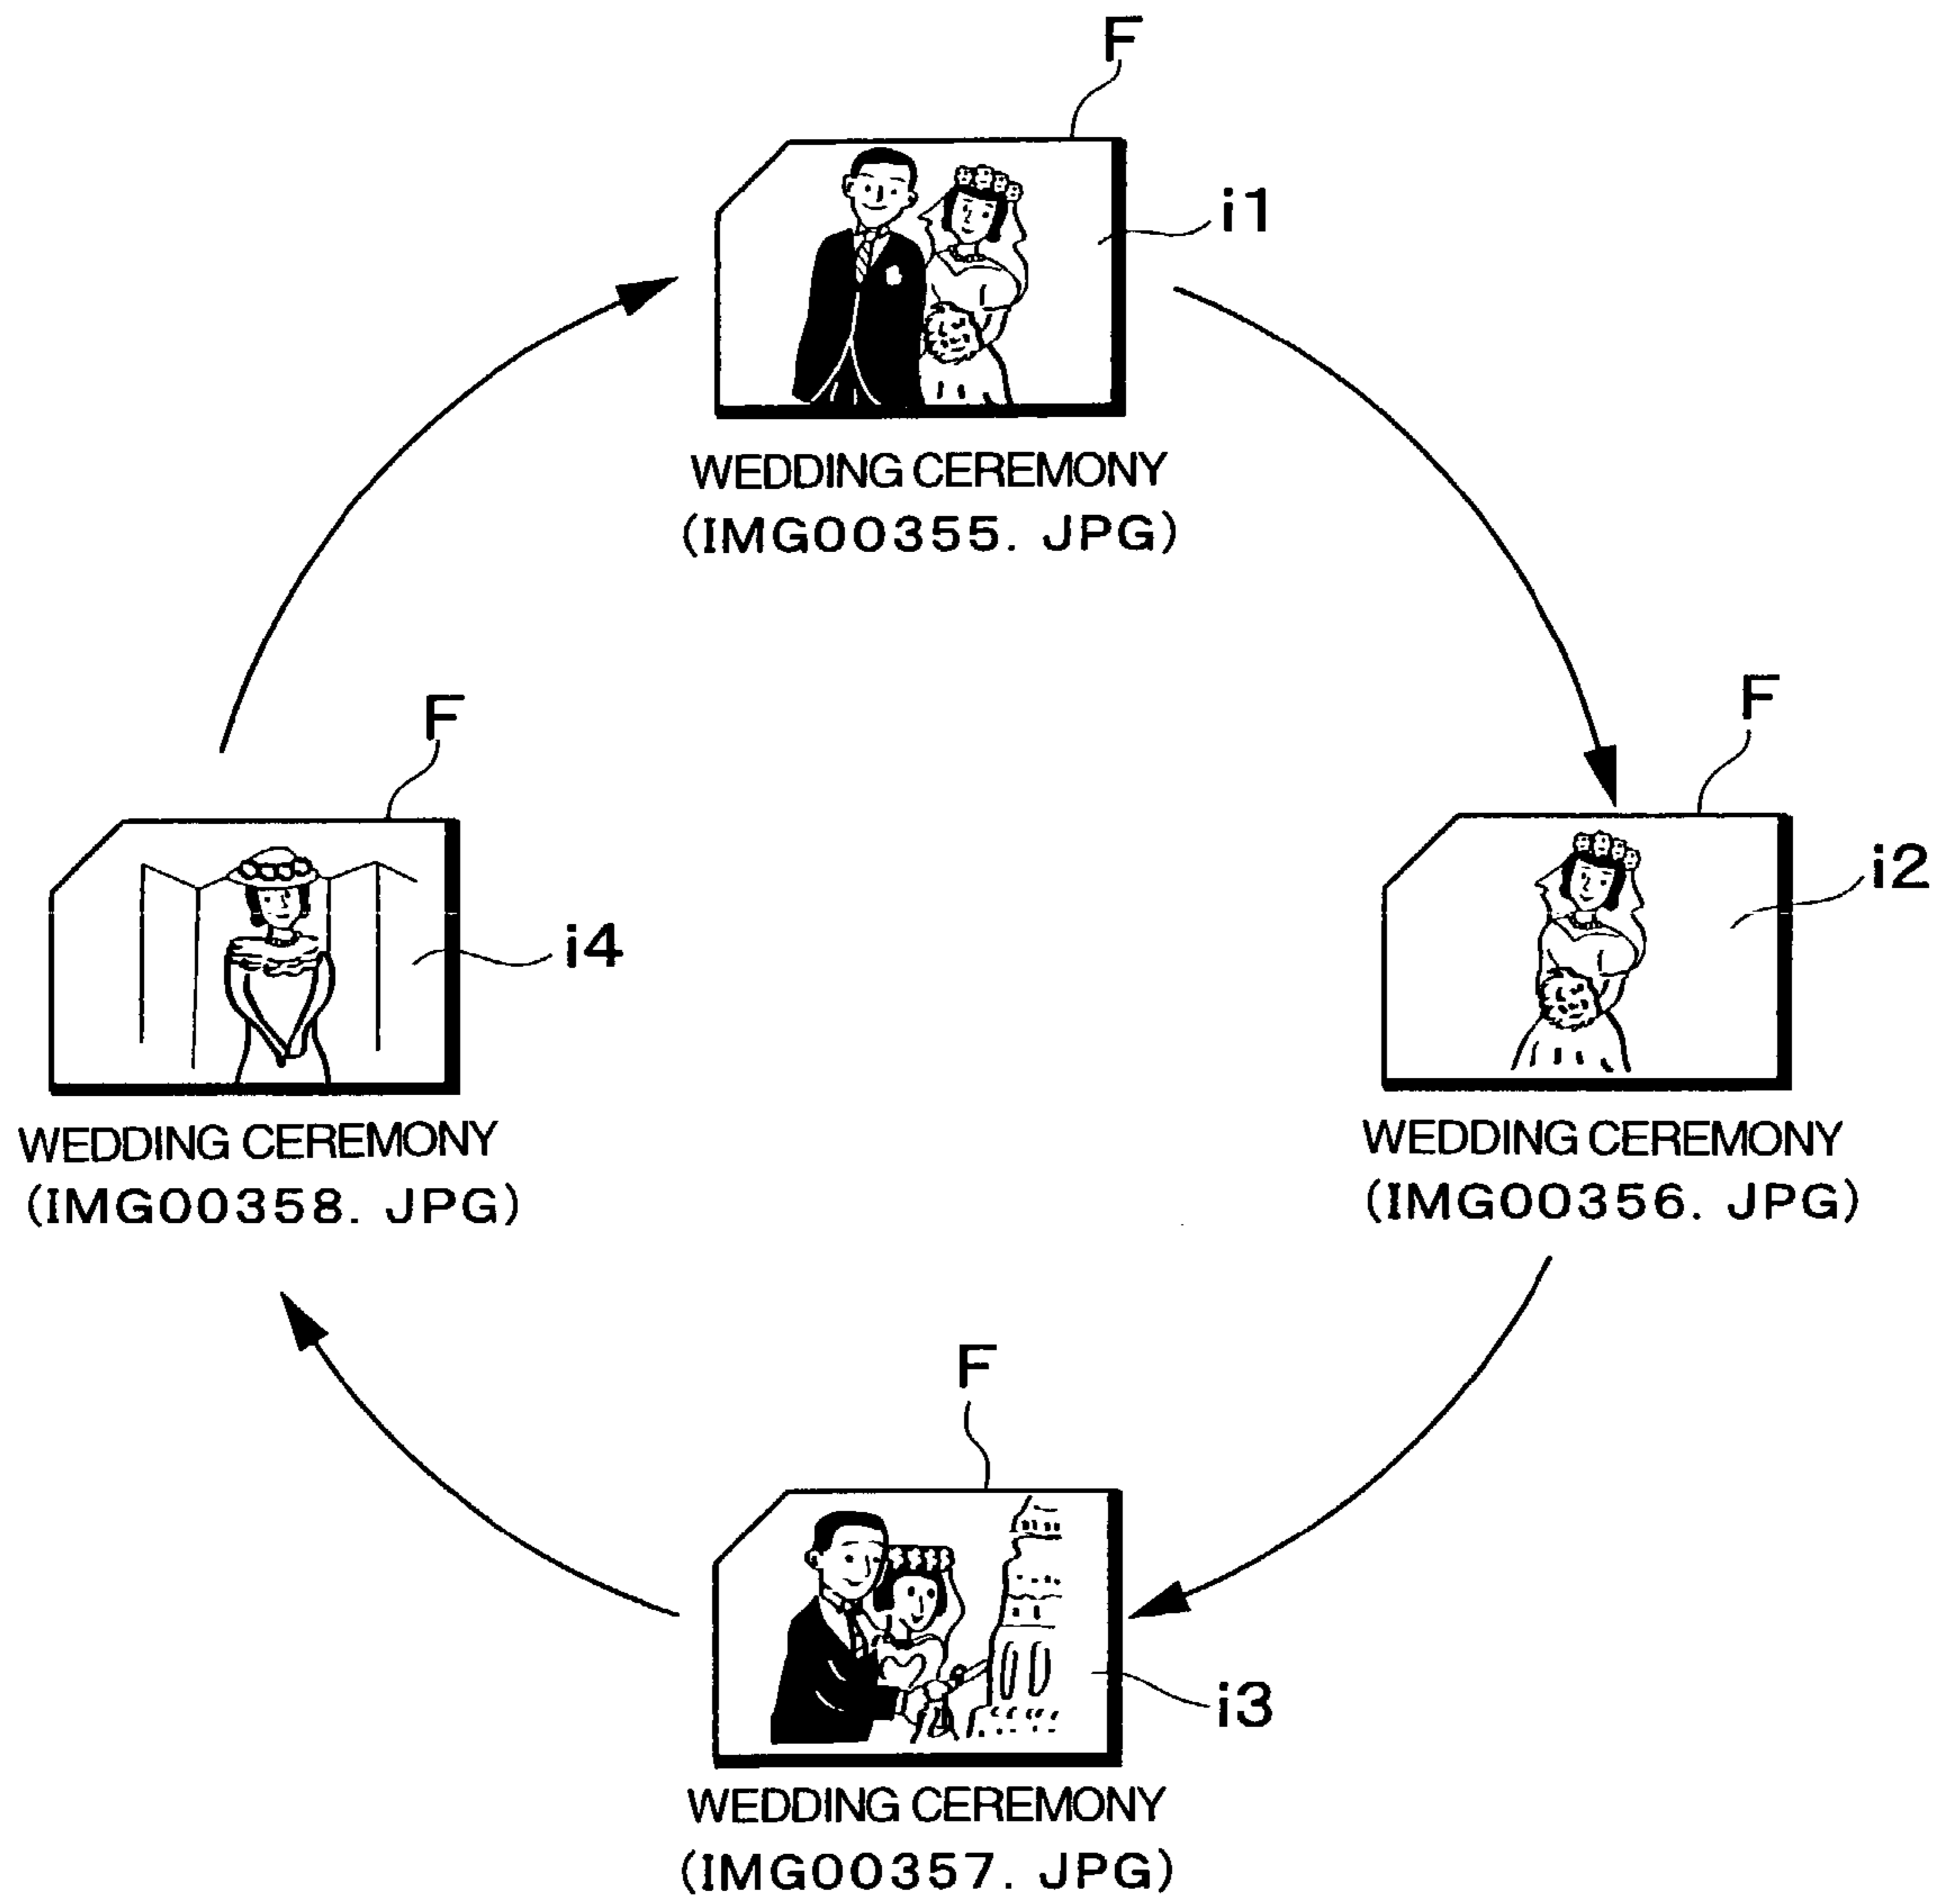 F
i1
WEDDING CEREMONY
(IMG00355. JPG)
F
i4
WEDDING CEREMONY
(IMG00358. JPG)
F
i2
WEDDING CEREMONY
(IMG00356. JPG)
F
i3
WEDDING CEREMONY
(IMG00357. JPG)